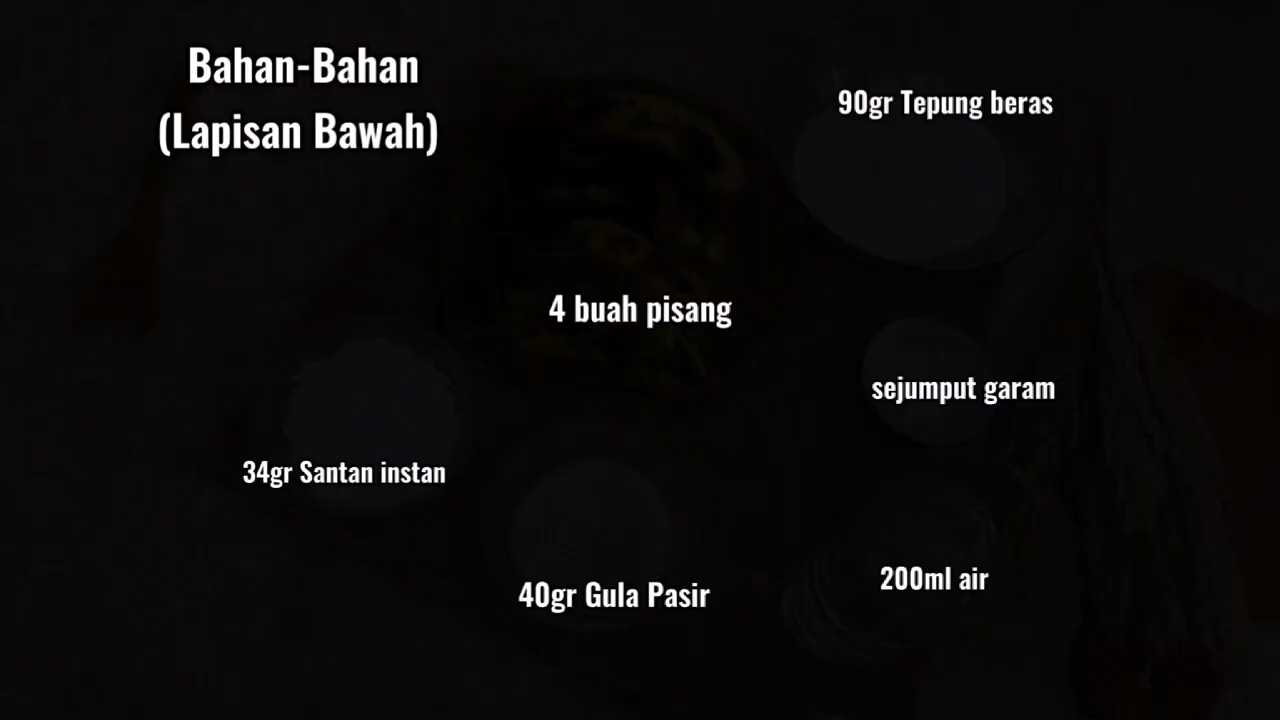 Bahan-Bahan
(Lapisan Bawah)
90gr Tepung beras
4 buah pisang
sejumput garam
34gr Santan instan
200ml air
40gr Gula Pasir